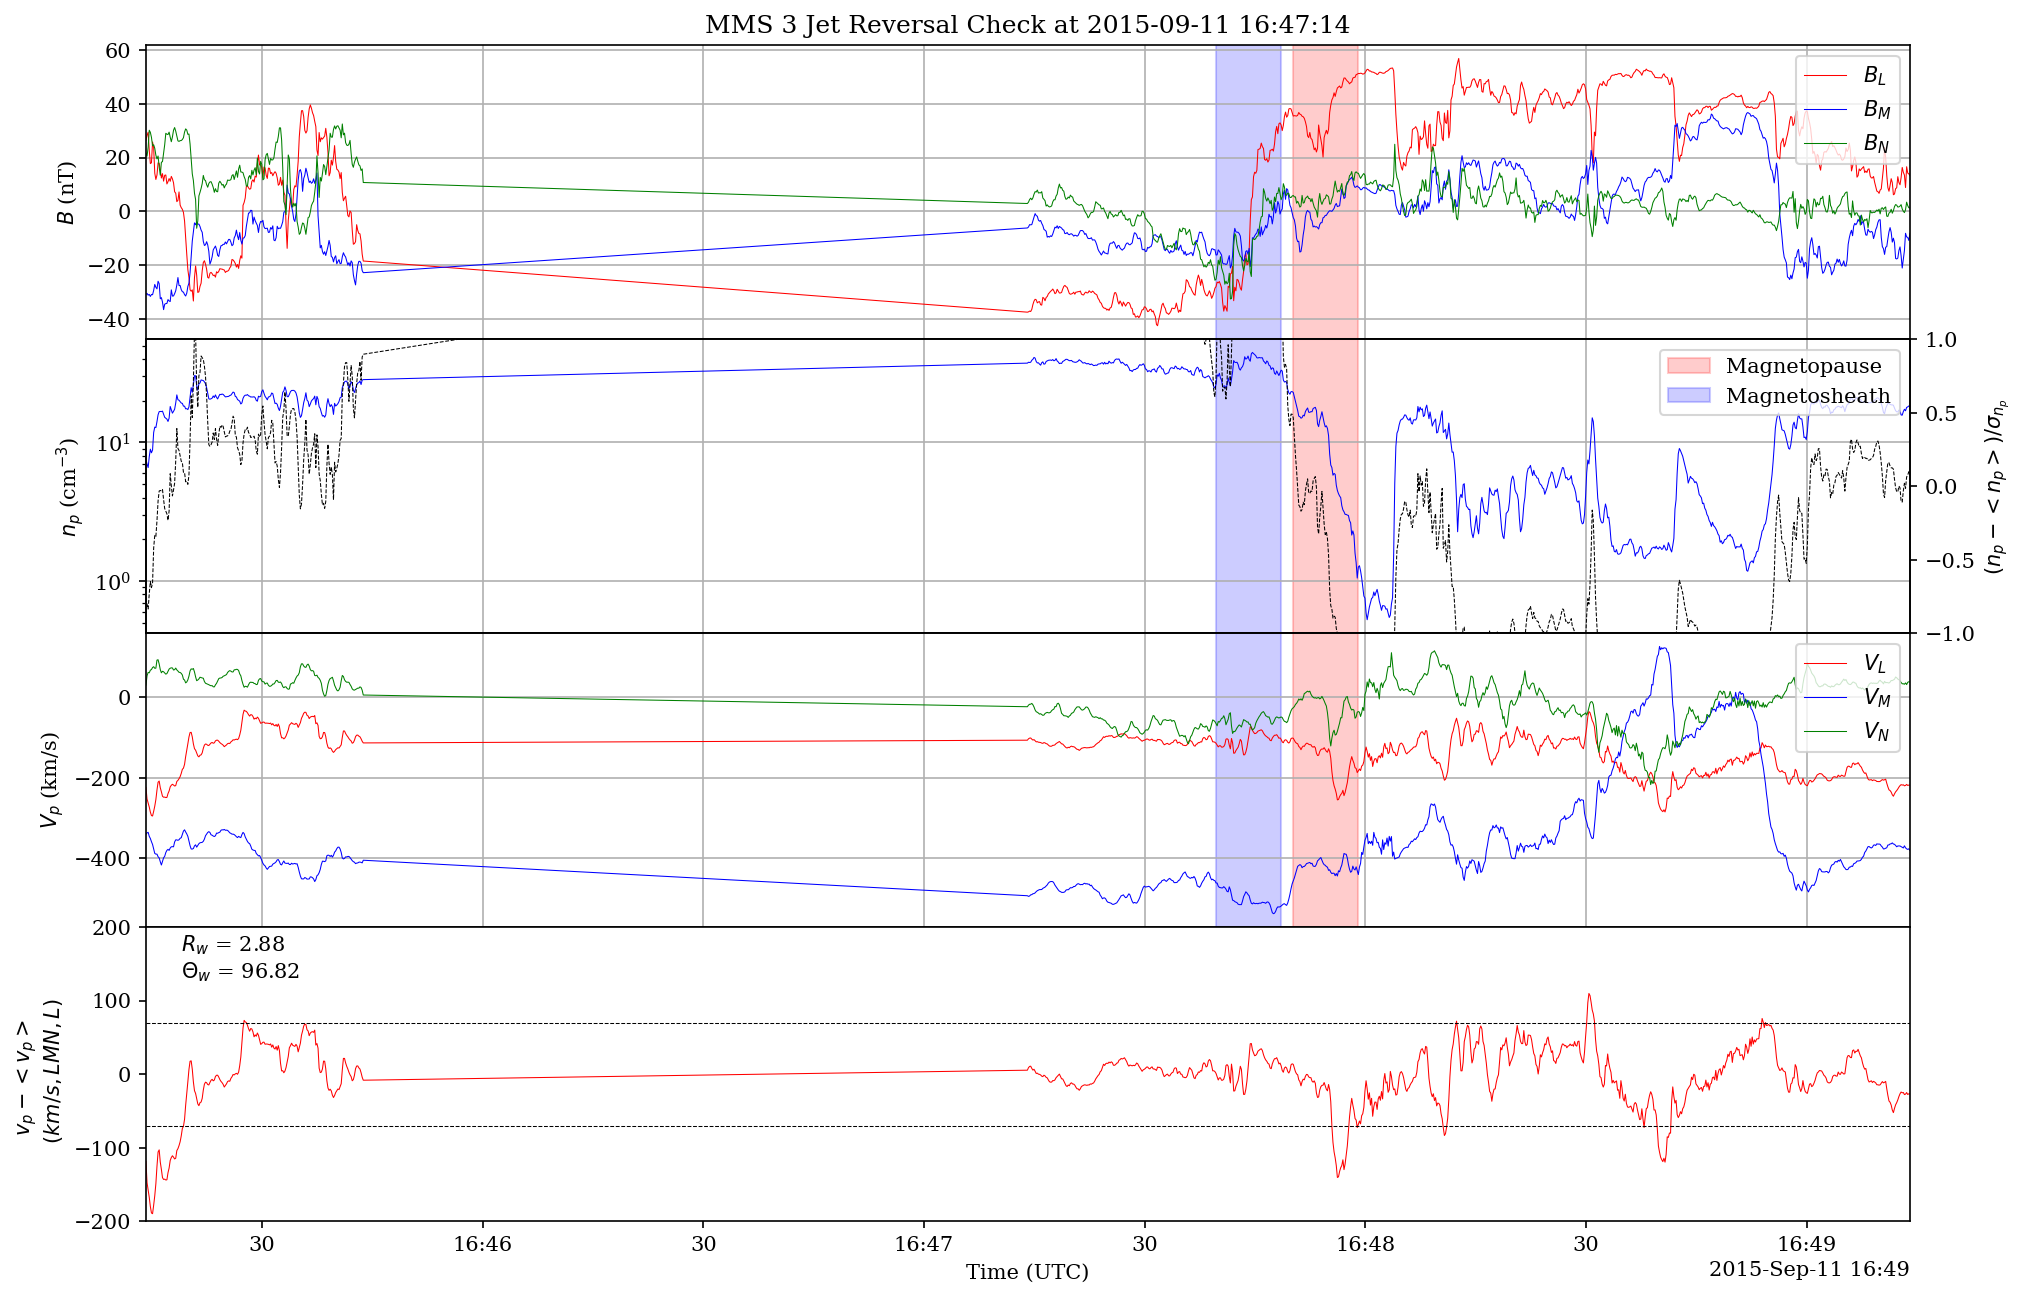 MMS 3 Jet Reversal Check at 2015-09-11 16:47:14
60
40
20
0
−20
−40
B (nT)
B_L
B_M
B_N
10^1
10^0
n_p (cm^{−3})
1.0
0.5
0.0
−0.5
−1.0
(n_p − < n_p >)/σ_{n_p}
Magnetopause
Magnetosheath
0
−200
−400
V_p (km/s)
V_L
V_M
V_N
200
100
0
−100
−200
v_p − < v_p >
(km/s, LMN, L)
R_w = 2.88
Θ_w = 96.82
30
16:46
30
16:47
30
16:48
30
16:49
Time (UTC)
2015-Sep-11 16:49